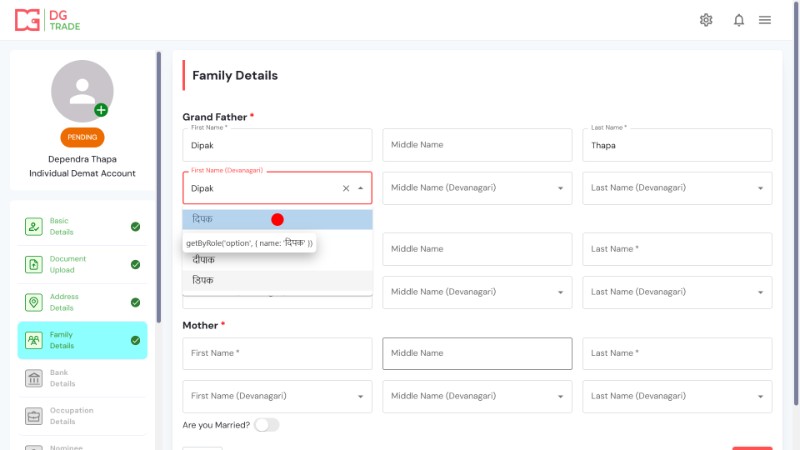 DG
TRADE
PENDING
Dependra Thapa
Individual Demat Account
Basic
Details
Document
Upload
Address
Details
Family
Details
Bank
Details
Occupation
Details
Nominee
Family Details
Grand Father *
First Name *
Dipak
Middle Name
Last Name *
Thapa
First Name (Devanagari)
Dipak
Middle Name (Devanagari)
Last Name (Devanagari)
दिपक
getByRole('option', { name: 'दिपक' })
दीपाक
डिपक
Middle Name
Last Name *
Middle Name (Devanagari)
Last Name (Devanagari)
Mother *
First Name *
Middle Name
Last Name *
First Name (Devanagari)
Middle Name (Devanagari)
Last Name (Devanagari)
Are you Married?